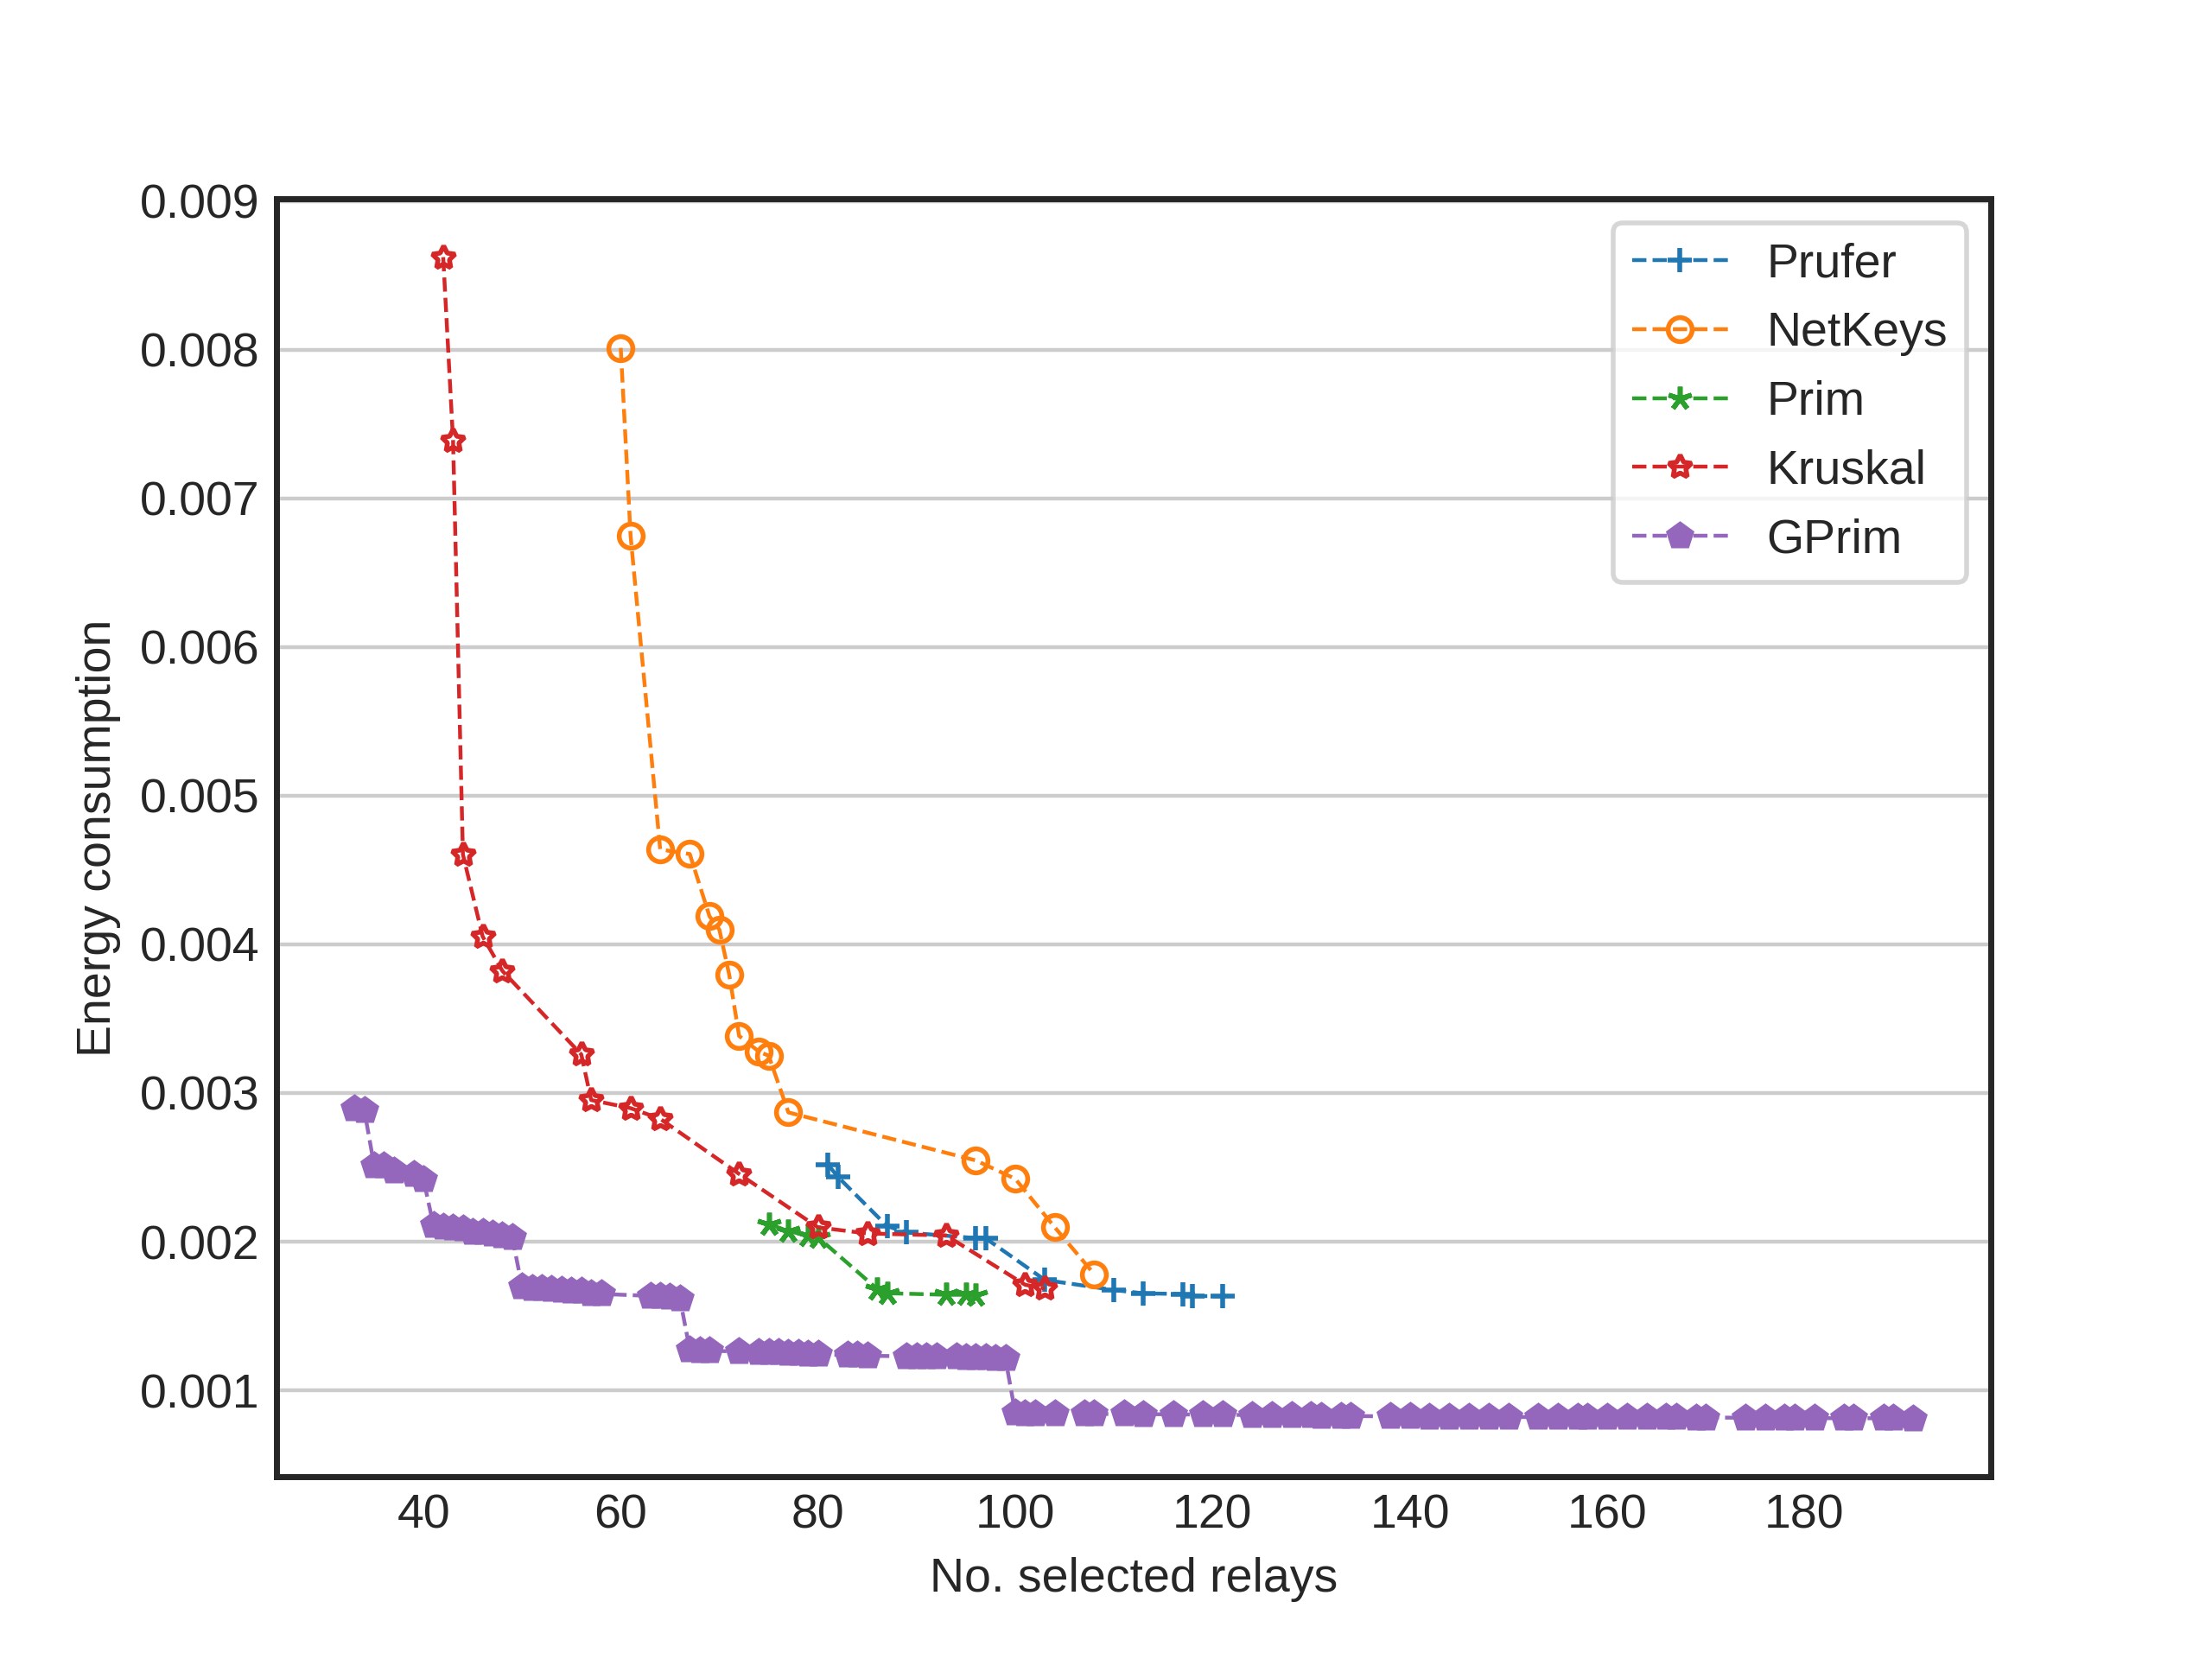 0.009
0.008
0.007
0.006
0.005
0.004
0.003
0.002
0.001
Energy consumption
40 60 80 100 120 140 160 180
No. selected relays
Prufer
NetKeys
Prim
Kruskal
GPrim